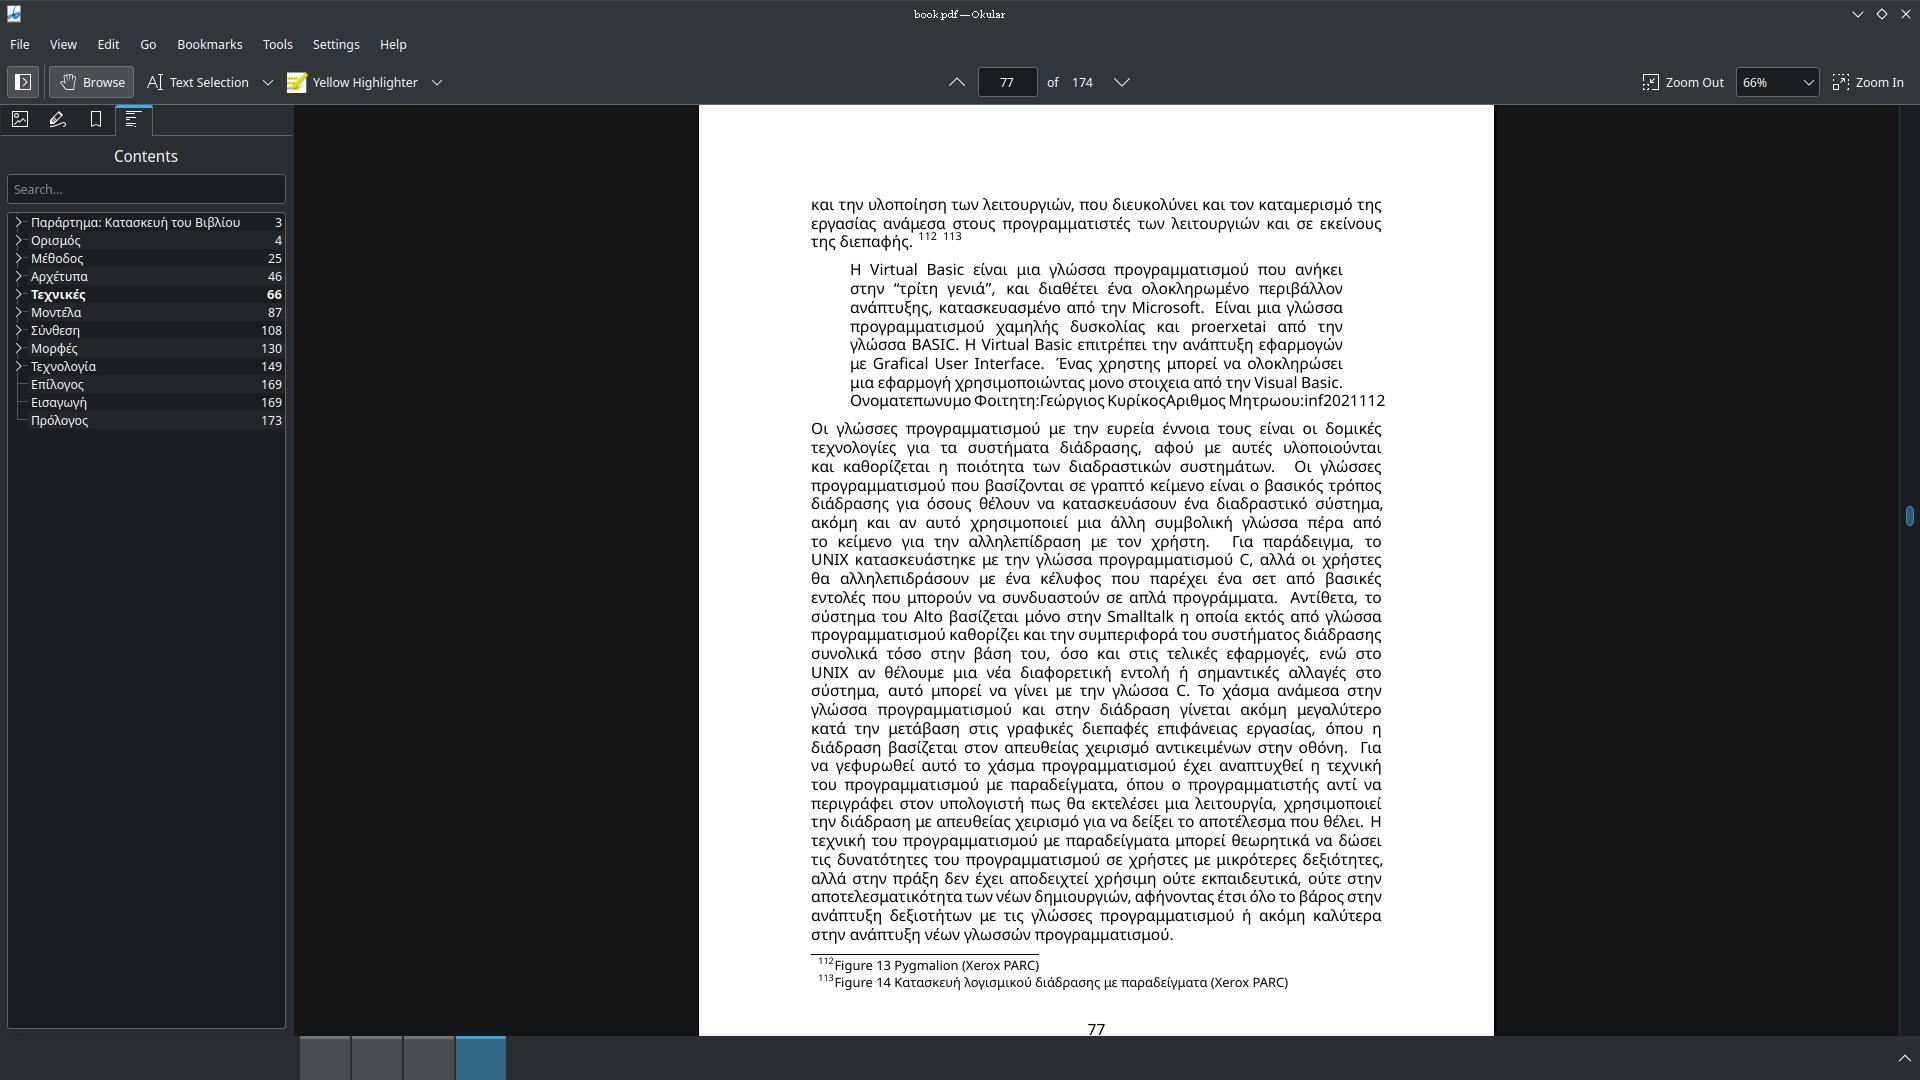 book.pdf — Okular
File View Edit Go Bookmarks Tools Settings Help
Browse Text Selection Yellow Highlighter 77 of 174 Zoom Out 66% Zoom In
Contents
Search...
Παράρτημα: Κατασκευή του Βιβλίου 3
Ορισμός 4
Μέθοδος 25
Αρχέτυπα 46
Τεχνικές 66
Μοντέλα 87
Σύνθεση 108
Μορφές 130
Τεχνολογία 149
Επίλογος 169
Εισαγωγή 169
Πρόλογος 173
και την υλοποίηση των λειτουργιών, που διευκολύνει και τον καταμερισμό της
εργασίας ανάμεσα στους προγραμματιστές των λειτουργιών και σε εκείνους
της διεπαφής. 112 113
Η Virtual Basic είναι μια γλώσσα προγραμματισμού που ανήκει
στην “τρίτη γενιά”, και διαθέτει ένα ολοκληρωμένο περιβάλλον
ανάπτυξης, κατασκευασμένο από την Microsoft. Είναι μια γλώσσα
προγραμματισμού χαμηλής δυσκολίας και proerxetai από την
γλώσσα BASIC. Η Virtual Basic επιτρέπει την ανάπτυξη εφαρμογών
με Grafical User Interface. Ένας χρηστης μπορεί να ολοκληρώσει
μια εφαρμογή χρησιμοποιώντας μονο στοιχεια από την Visual Basic.
Ονοματεπωνυμο Φοιτητη:Γεώργιος ΚυρίκοςΑριθμος Μητρωου:inf2021112
Οι γλώσσες προγραμματισμού με την ευρεία έννοια τους είναι οι δομικές
τεχνολογίες για τα συστήματα διάδρασης, αφού με αυτές υλοποιούνται
και καθορίζεται η ποιότητα των διαδραστικών συστημάτων. Οι γλώσσες
προγραμματισμού που βασίζονται σε γραπτό κείμενο είναι ο βασικός τρόπος
διάδρασης για όσους θέλουν να κατασκευάσουν ένα διαδραστικό σύστημα,
ακόμη και αν αυτό χρησιμοποιεί μια άλλη συμβολική γλώσσα πέρα από
το κείμενο για την αλληλεπίδραση με τον χρήστη. Για παράδειγμα, το
UNIX κατασκευάστηκε με την γλώσσα προγραμματισμού C, αλλά οι χρήστες
θα αλληλεπιδράσουν με ένα κέλυφος που παρέχει ένα σετ από βασικές
εντολές που μπορούν να συνδυαστούν σε απλά προγράμματα. Αντίθετα, το
σύστημα του Alto βασίζεται μόνο στην Smalltalk η οποία εκτός από γλώσσα
προγραμματισμού καθορίζει και την συμπεριφορά του συστήματος διάδρασης
συνολικά τόσο στην βάση του, όσο και στις τελικές εφαρμογές, ενώ στο
UNIX αν θέλουμε μια νέα διαφορετική εντολή ή σημαντικές αλλαγές στο
σύστημα, αυτό μπορεί να γίνει με την γλώσσα C. Το χάσμα ανάμεσα στην
γλώσσα προγραμματισμού και στην διάδραση γίνεται ακόμη μεγαλύτερο
κατά την μετάβαση στις γραφικές διεπαφές επιφάνειας εργασίας, όπου η
διάδραση βασίζεται στον απευθείας χειρισμό αντικειμένων στην οθόνη. Για
να γεφυρωθεί αυτό το χάσμα προγραμματισμού έχει αναπτυχθεί η τεχνική
του προγραμματισμού με παραδείγματα, όπου ο προγραμματιστής αντί να
περιγράφει στον υπολογιστή πως θα εκτελέσει μια λειτουργία, χρησιμοποιεί
την διάδραση με απευθείας χειρισμό για να δείξει το αποτέλεσμα που θέλει. Η
τεχνική του προγραμματισμού με παραδείγματα μπορεί θεωρητικά να δώσει
τις δυνατότητες του προγραμματισμού σε χρήστες με μικρότερες δεξιότητες,
αλλά στην πράξη δεν έχει αποδειχτεί χρήσιμη ούτε εκπαιδευτικά, ούτε στην
αποτελεσματικότητα των νέων δημιουργιών, αφήνοντας έτσι όλο το βάρος στην
ανάπτυξη δεξιοτήτων με τις γλώσσες προγραμματισμού ή ακόμη καλύτερα
στην ανάπτυξη νέων γλωσσών προγραμματισμού.
112Figure 13 Pygmalion (Xerox PARC)
113Figure 14 Κατασκευή λογισμικού διάδρασης με παραδείγματα (Xerox PARC)
77